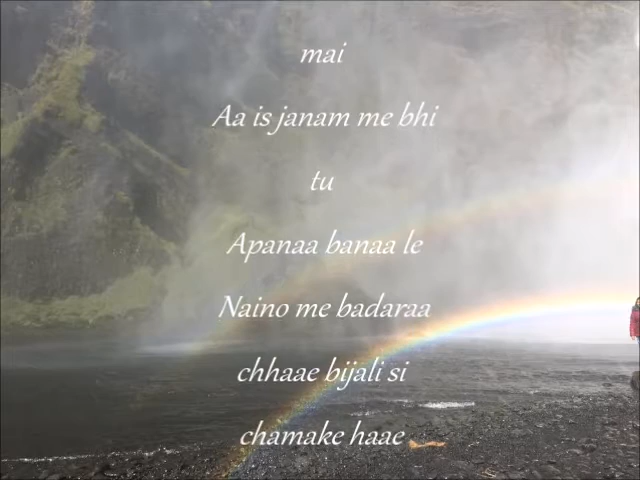 mai
Aa is janam me bhi
tu
Apanaa banaa le
Naino me badaraa
chhaae bijali si
chamake haae